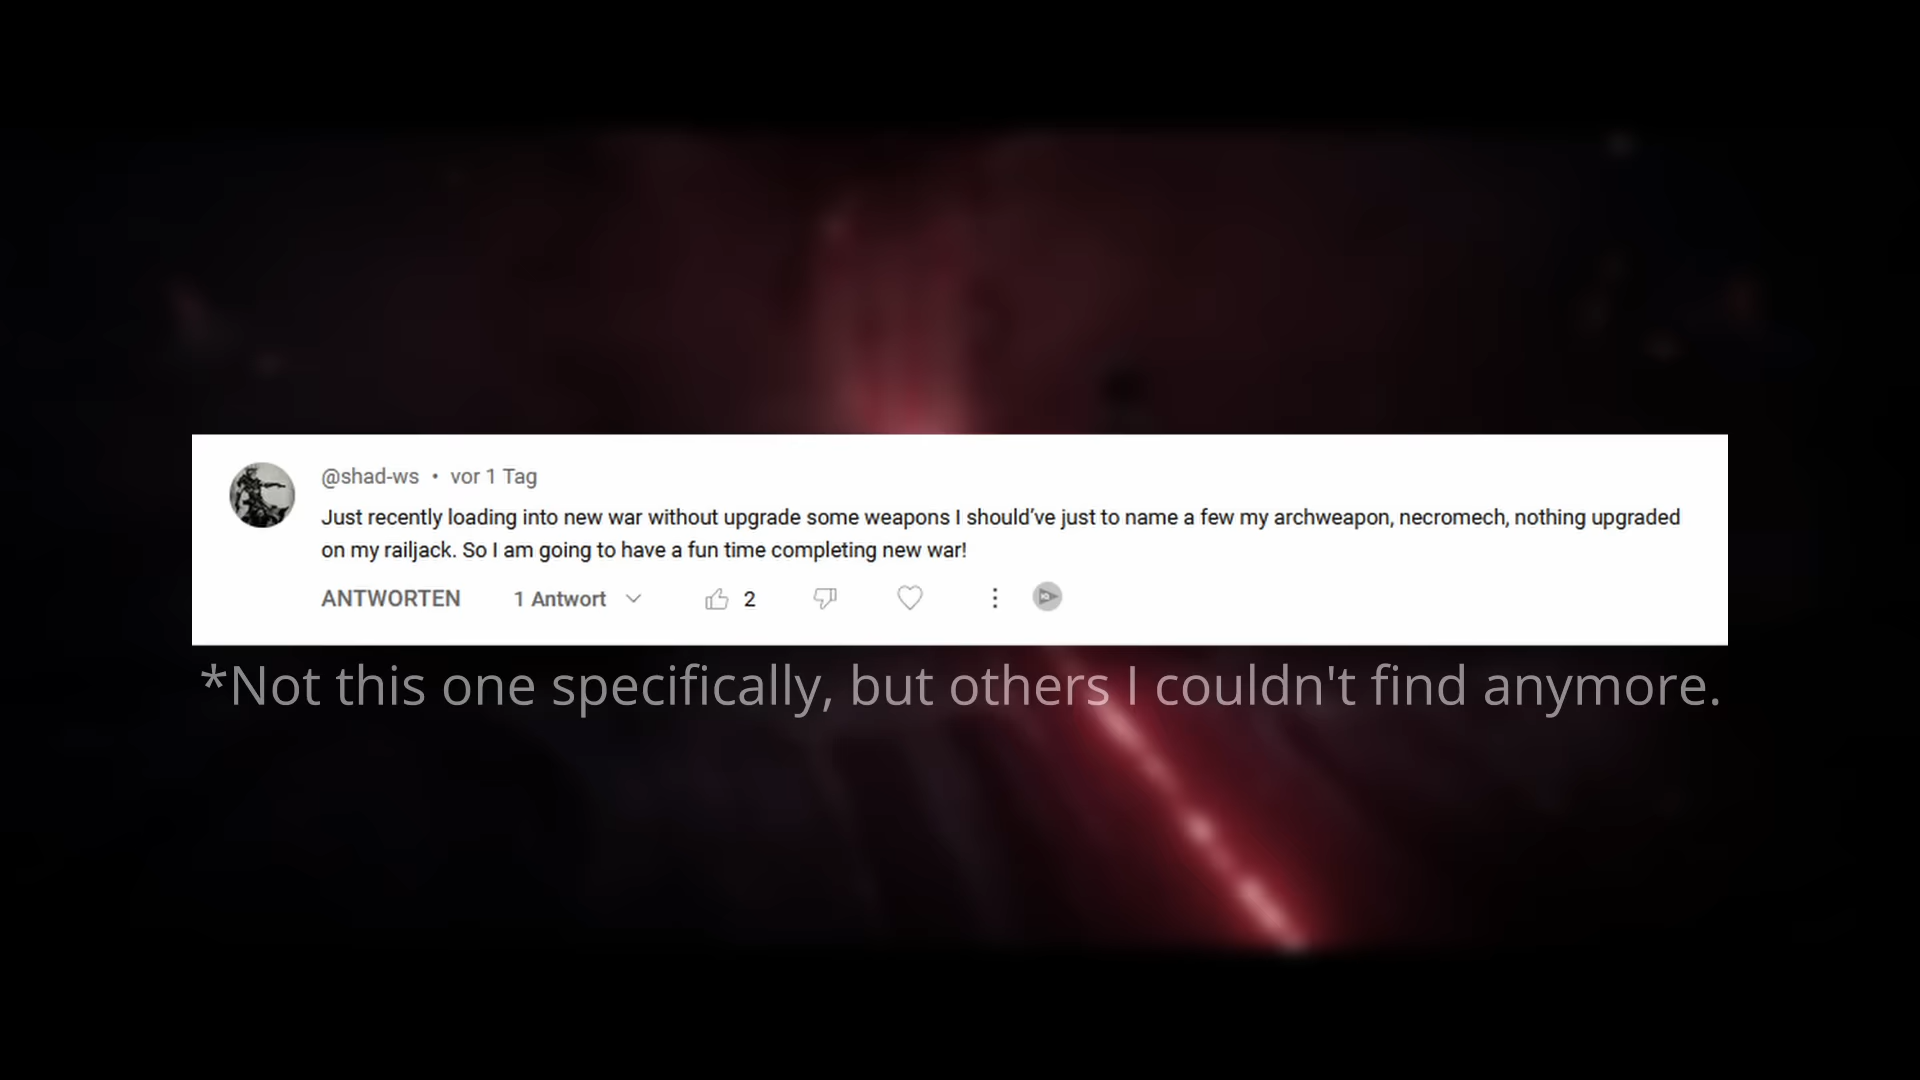 @shad-ws • vor 1 Tag
Just recently loading into new war without upgrade some weapons I should’ve just to name a few my archweapon, necromech, nothing upgraded
on my railjack. So I am going to have a fun time completing new war!
ANTWORTEN 1 Antwort 2
*Not this one specifically, but others I couldn't find anymore.